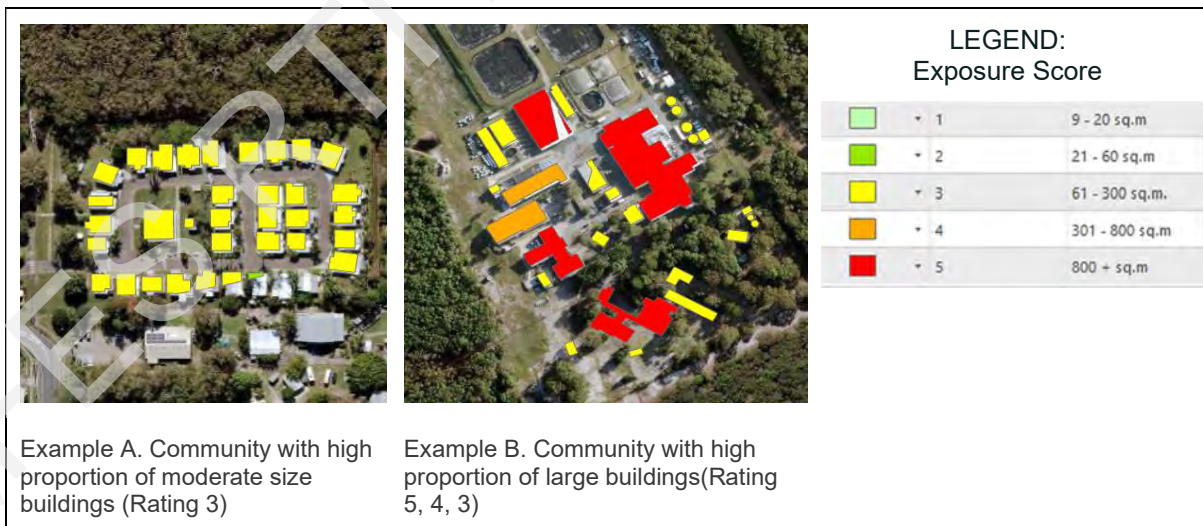 LEGEND:
Exposure Score
1 9 - 20 sq.m
2 21 - 60 sq.m
3 61 - 300 sq.m.
4 301 - 800 sq.m
5 800 + sq.m
Example A. Community with high
proportion of moderate size
buildings (Rating 3)
Example B. Community with high
proportion of large buildings(Rating
5, 4, 3)